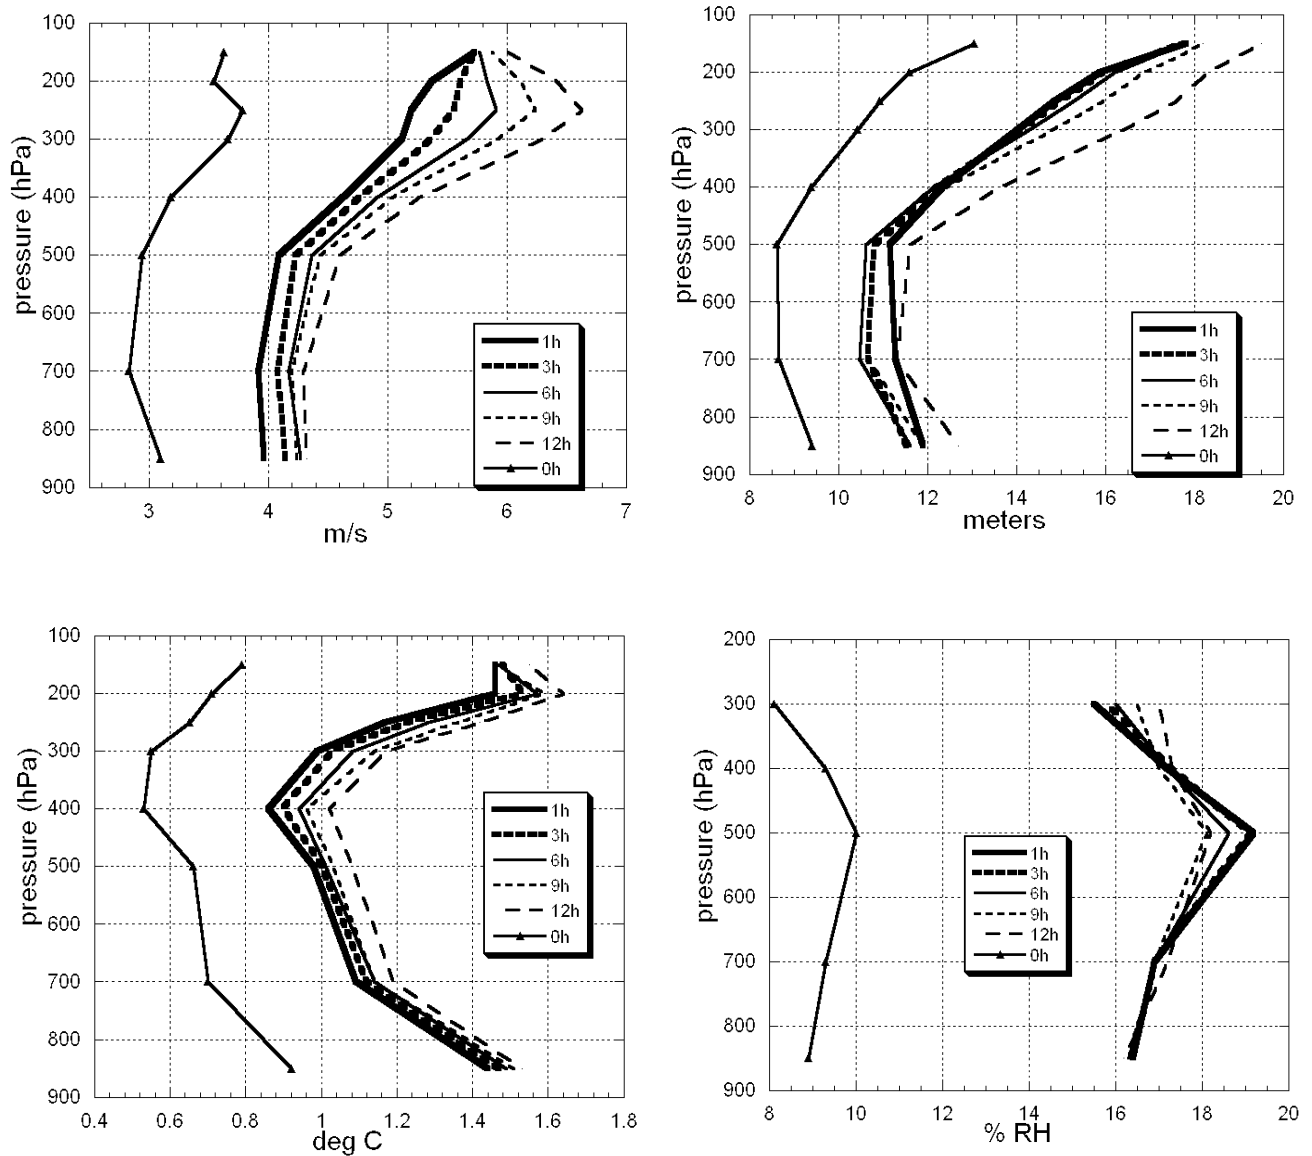 100
200
300
400
500
600
700
800
900
pressure (hPa)
3 4 5 6 7
m/s
1h
3h
6h
9h
12h
0h
100
200
300
400
500
600
700
800
900
pressure (hPa)
8 10 12 14 16 18 20
meters
1h
3h
6h
9h
12h
0h
100
200
300
400
500
600
700
800
900
pressure (hPa)
0.4 0.6 0.8 1 1.2 1.4 1.6 1.8
deg C
1h
3h
6h
9h
12h
0h
200
300
400
500
600
700
800
900
pressure (hPa)
8 10 12 14 16 18 20
% RH
1h
3h
6h
9h
12h
0h